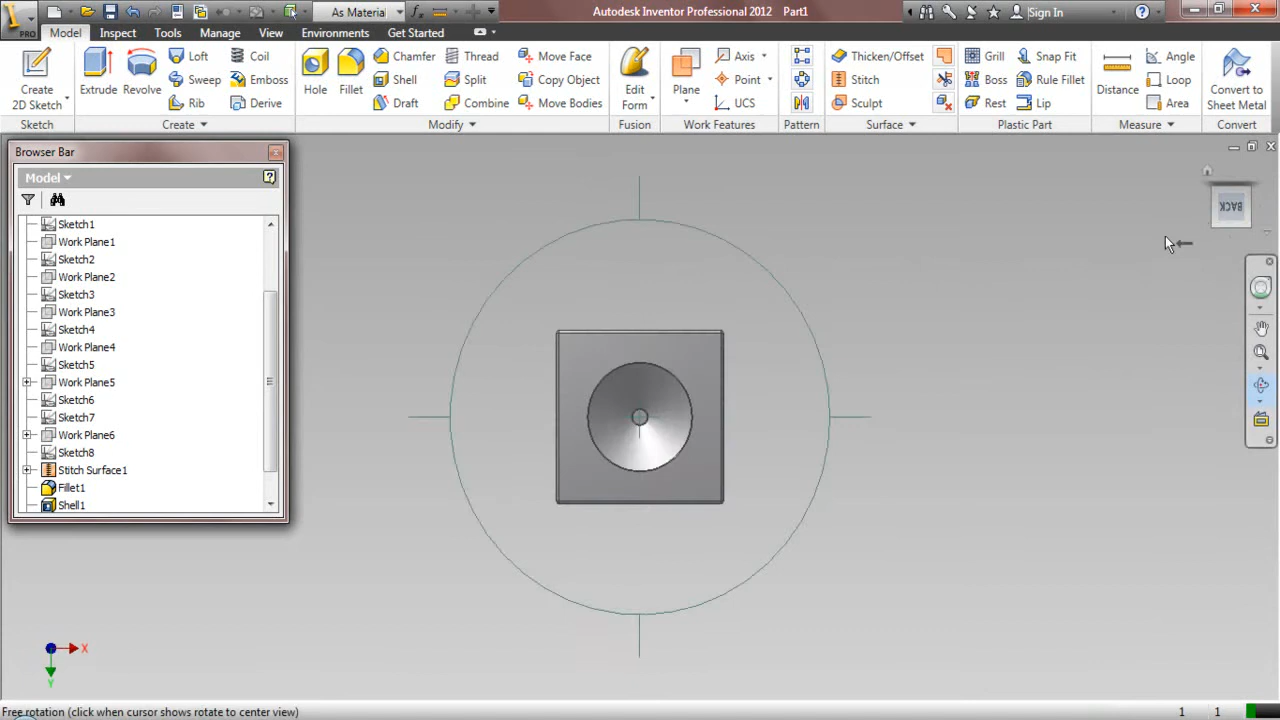 As Material
Autodesk Inventor Professional 2012 Part1
Sign In
PRO
Model Inspect Tools Manage View Environments Get Started
Create 2D Sketch
Extrude
Revolve
Loft
Sweep
Rib
Coil
Emboss
Derive
Hole
Fillet
Chamfer
Shell
Draft
Thread
Split
Combine
Move Face
Copy Object
Move Bodies
Edit Form
Plane
Axis
Point
UCS
Thicken/Offset
Stitch
Sculpt
Grill
Boss
Rest
Snap Fit
Rule Fillet
Lip
Distance
Angle
Loop
Area
Convert to Sheet Metal
Sketch Create Modify Fusion Work Features Pattern Surface Plastic Part Measure Convert
Browser Bar
Model
Sketch1
Work Plane1
Sketch2
Work Plane2
Sketch3
Work Plane3
Sketch4
Work Plane4
Sketch5
Work Plane5
Sketch6
Sketch7
Work Plane6
Sketch8
Stitch Surface1
Fillet1
Shell1
BACK
X
Y
Free rotation (click when cursor shows rotate to center view)
1 1